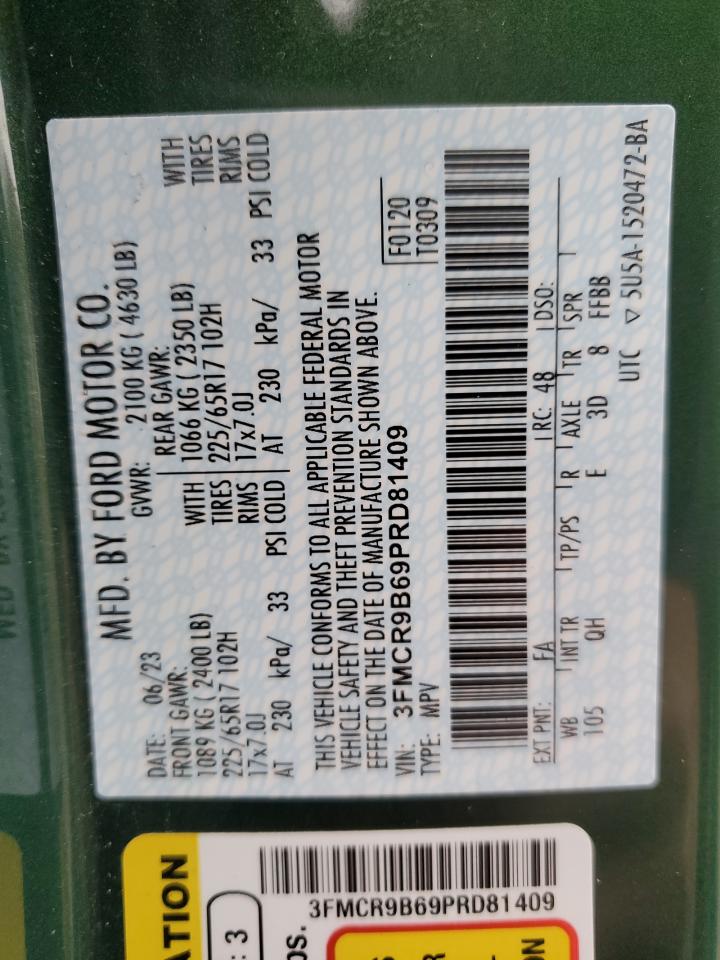 MFD. BY FORD MOTOR CO.
DATE: 06/23 GVWR: 2100 KG ( 4630 LB)
FRONT GAWR: REAR GAWR:
1089 KG ( 2400 LB) WITH 1066 KG ( 2350 LB) WITH
225/65R17 102H TIRES 225/65R17 102H TIRES
17x7.0J RIMS 17x7.0J RIMS
AT 230 kPa/ 33 PSI COLD AT 230 kPa/ 33 PSI COLD
THIS VEHICLE CONFORMS TO ALL APPLICABLE FEDERAL MOTOR
VEHICLE SAFETY AND THEFT PREVENTION STANDARDS IN
EFFECT ON THE DATE OF MANUFACTURE SHOWN ABOVE.
VIN: 3FMCR9B69PRD81409 F0120
TYPE: MPV T0309
EXT PNT: FA RC: 48 DSO:
WB INT TR TP/PS R AXLE TR SPR
105 QH E 3D 8 FFBB
UTC ▽ 5U5A-1520472-BA
ATION
: 3
OS.
3FMCR9B69PRD81409
S
R
ON